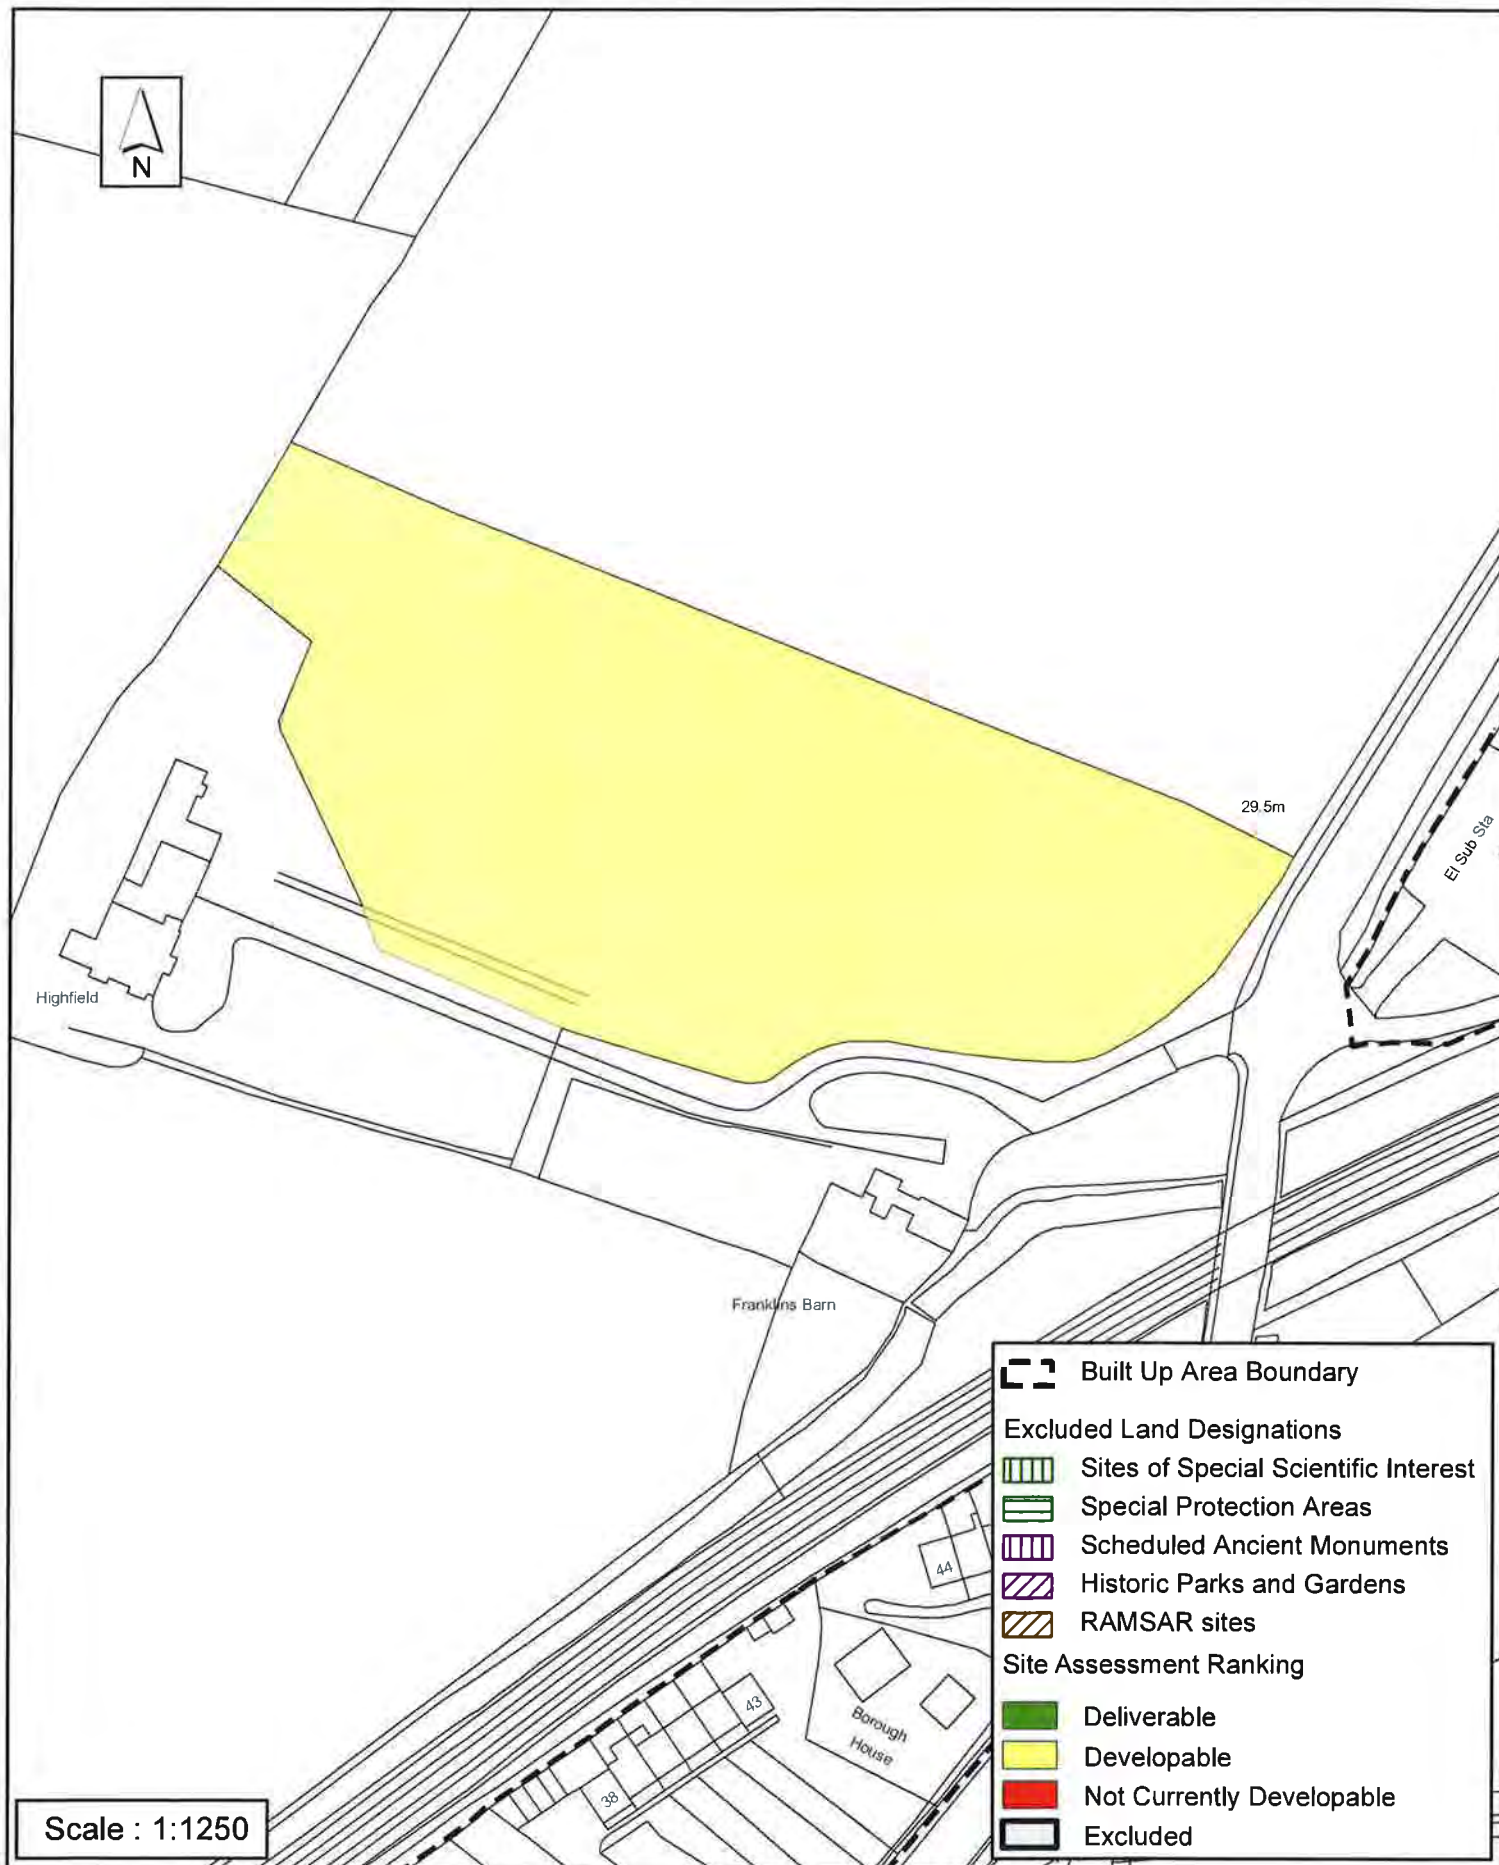 N
29.5m
El Sub Sta
Highfield
Franklins Barn
44
43
Borough
House
38
Built Up Area Boundary
Excluded Land Designations
Sites of Special Scientific Interest
Special Protection Areas
Scheduled Ancient Monuments
Historic Parks and Gardens
RAMSAR sites
Site Assessment Ranking
Deliverable
Developable
Not Currently Developable
Excluded
Scale : 1:1250